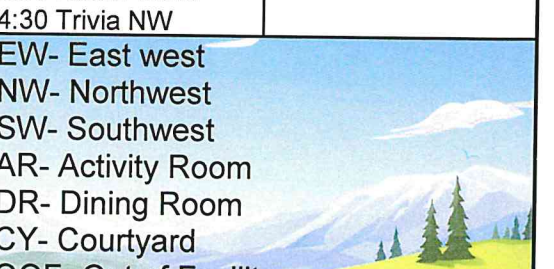 4:30 Trivia NW
EW- East west
NW- Northwest
SW- Southwest
AR- Activity Room
DR- Dining Room
CY- Courtyard